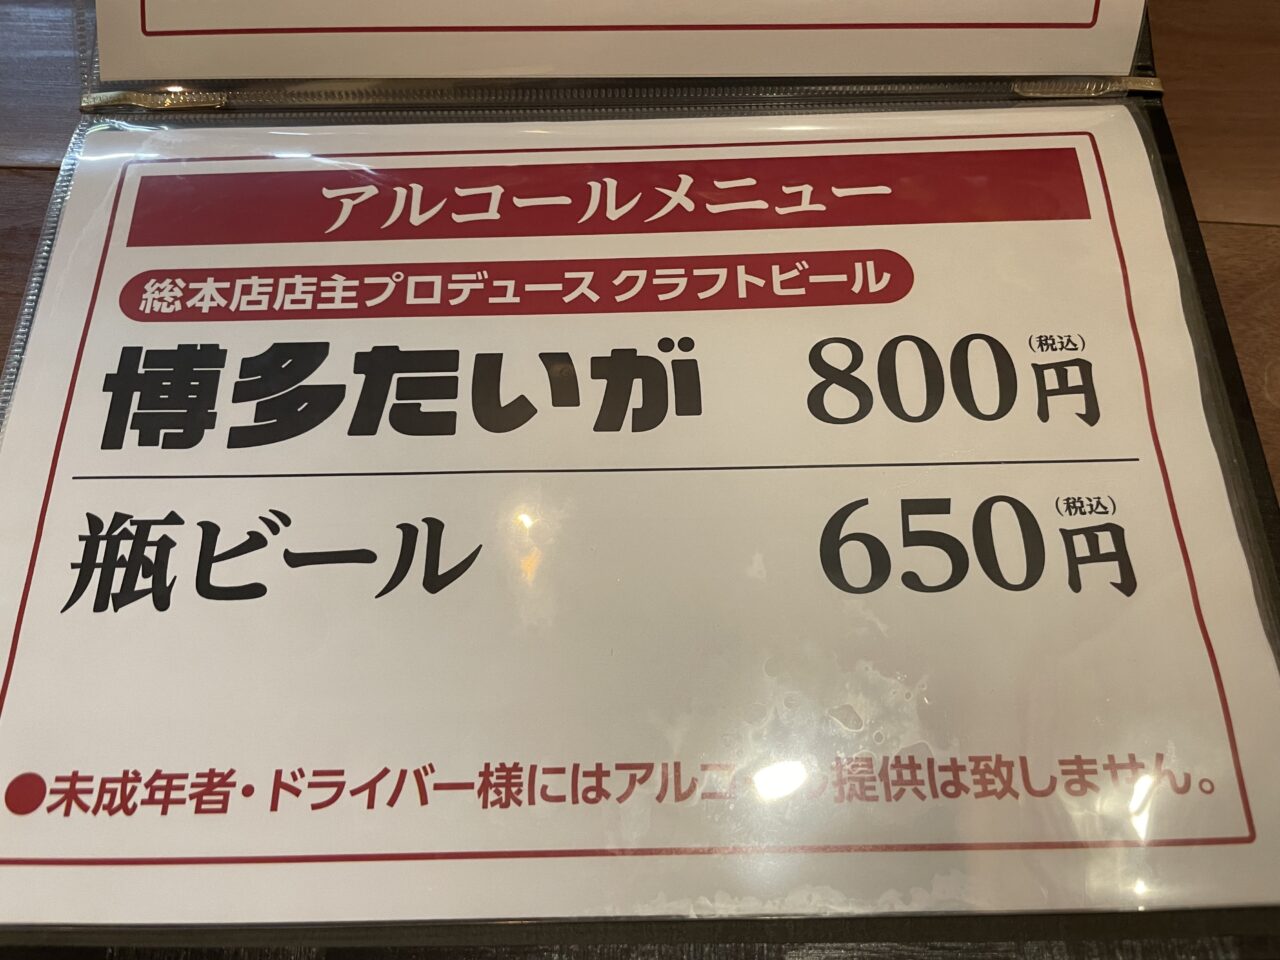 アルコールメニュー
総本店店主プロデュース クラフトビール
博多たいが 800円(税込)
瓶ビール 650円(税込)
●未成年者・ドライバー様にはアルコール提供は致しません。